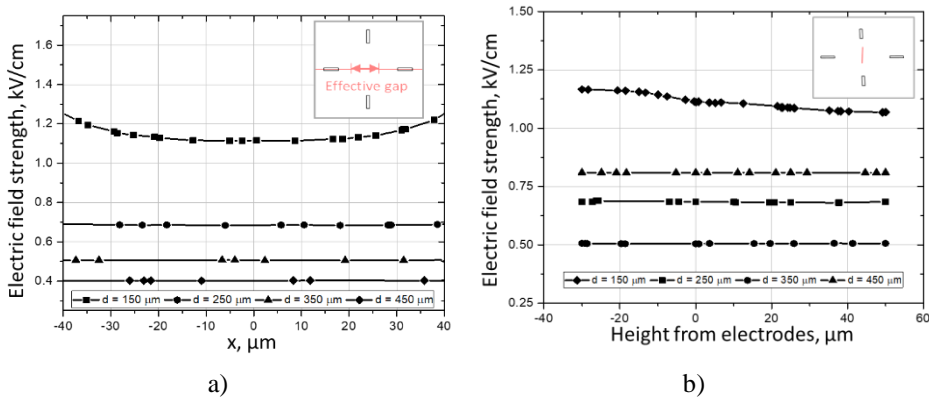 a)
1.6
1.4
1.2
1.0
0.8
0.6
0.4
Electric field strength, kV/cm
Effective gap
d = 150 μm d = 250 μm d = 350 μm d = 450 μm
-40 -30 -20 -10 0 10 20 30 40
x, μm
a)
b)
1.50
1.25
1.00
0.75
0.50
0.25
Electric field strength, kV/cm
d = 150 μm d = 250 μm d = 350 μm d = 450 μm
-40 -20 0 20 40 60
Height from electrodes, μm
b)